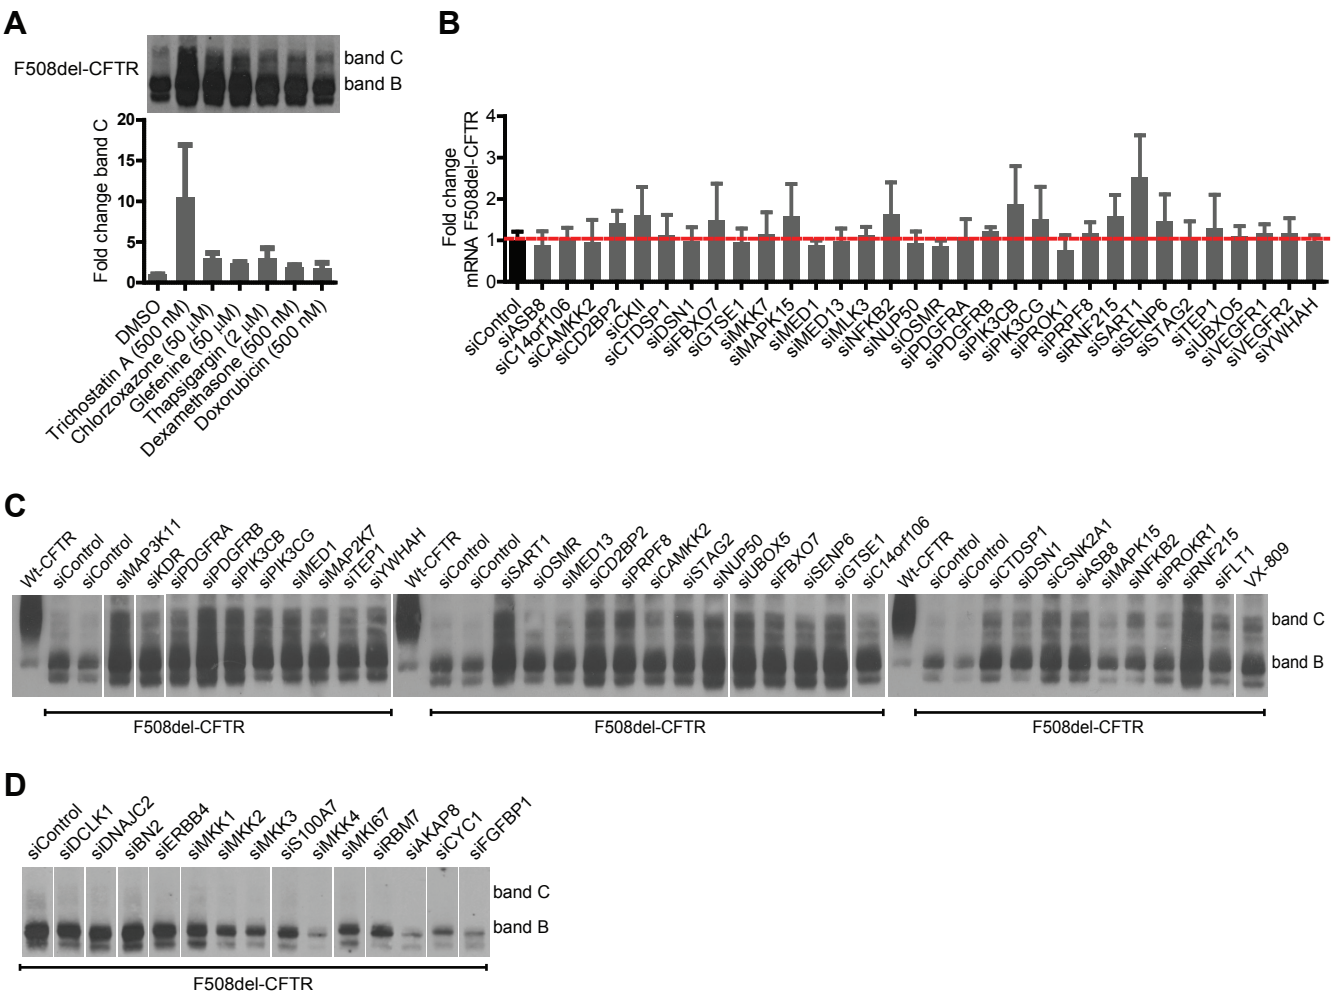 A
F508del-CFTR
band C
band B
Fold change band C
20
15
10
5
0
DMSO
Trichostatin A (500 nM)
Chlorzoxazone (50 µM)
Glefenine (50 µM)
Thapsigargin (2 µM)
Dexamethasone (500 nM)
Doxorubicin (500 nM)
B
Fold change
mRNA F508del-CFTR
4
3
2
1
0
siControl
siASB8
siC14orf106
siCAMKK2
siCD2BP2
siCKII
siCTDSP1
siDSN1
siFBXO7
siGTSE1
siMKK7
siMAPK15
siMED1
siMED13
siMLK3
siNFKB2
siNUP50
siOSMR
siPDGFRA
siPDGFRB
siPIK3CB
siPIK3CG
siPROK1
siPRPF8
siRNF215
siSART1
siSENP6
siSTAG2
siTEP1
siUBXO5
siVEGFR1
siVEGFR2
siYWHAH
C
Wt-CFTR
siControl
siControl
siMAP3K11
siKDR
siPDGFRA
siPDGFRB
siPIK3CB
siPIK3CG
siMED1
siMAP2K7
siTEP1
siYWHAH
Wt-CFTR
siControl
siControl
siSART1
siOSMR
siMED13
siCD2BP2
siPRPF8
siCAMKK2
siSTAG2
siNUP50
siUBOX5
siFBXO7
siSENP6
siGTSE1
siC14orf106
Wt-CFTR
siControl
siControl
siCTDSP1
siDSN1
siCSNK2A1
siASB8
siMAPK15
siNFKB2
siPROKR1
siRNF215
siFLT1
VX-809
band C
band B
F508del-CFTR
F508del-CFTR
F508del-CFTR
D
siControl
siDCLK1
siDNAJC2
siBN2
siERBB4
siMKK1
siMKK2
siMKK3
siS100A7
siMKK4
siMKI67
siRBM7
siAKAP8
siCYC1
siFGFBP1
band C
band B
F508del-CFTR